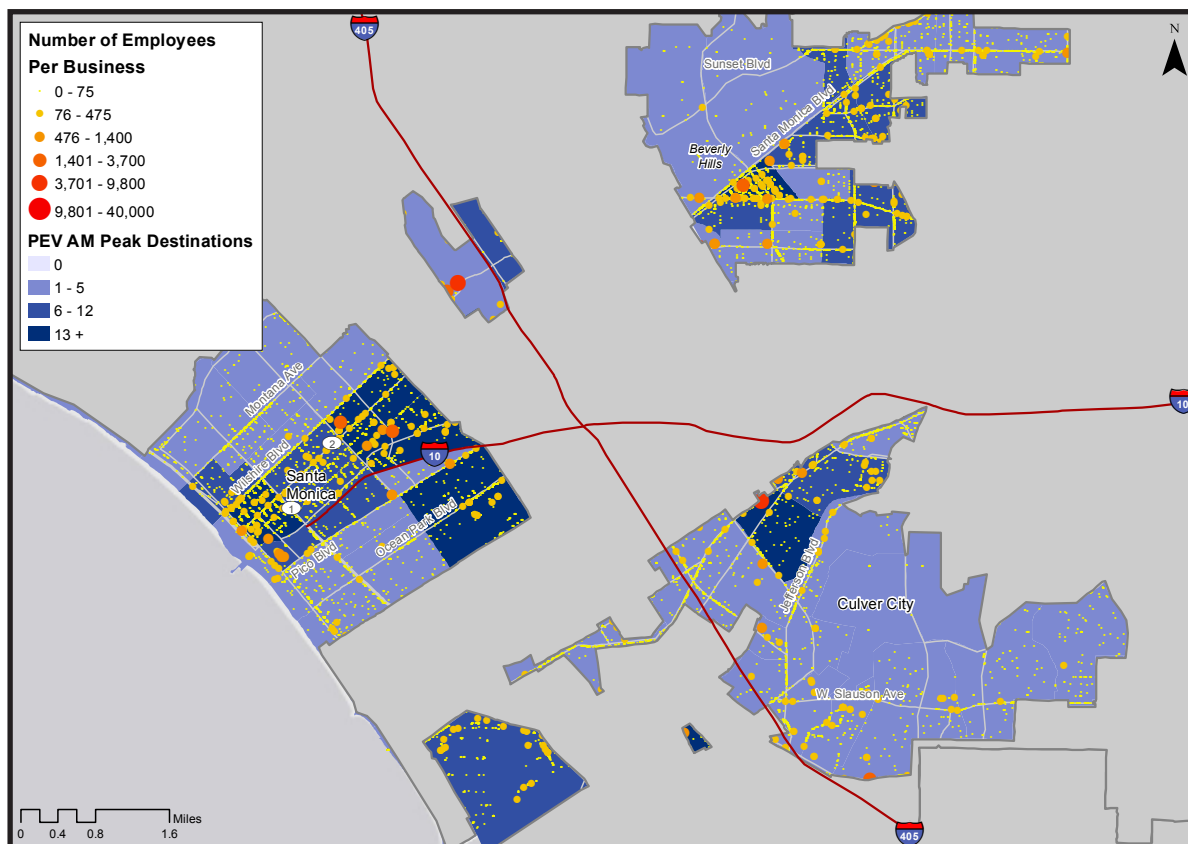 Number of Employees
Per Business
0 - 75
76 - 475
476 - 1,400
1,401 - 3,700
3,701 - 9,800
9,801 - 40,000
PEV AM Peak Destinations
0
1 - 5
6 - 12
13 +
405
N
Sunset Blvd
Santa Monica Blvd
Beverly
Hills
10
Montana Ave
Wilshire Blvd
2
10
Santa
Monica
1
Ocean Park Blvd
Pico Blvd
Jefferson Blvd
Culver City
W. Slauson Ave
Miles
0 0.4 0.8 1.6
405